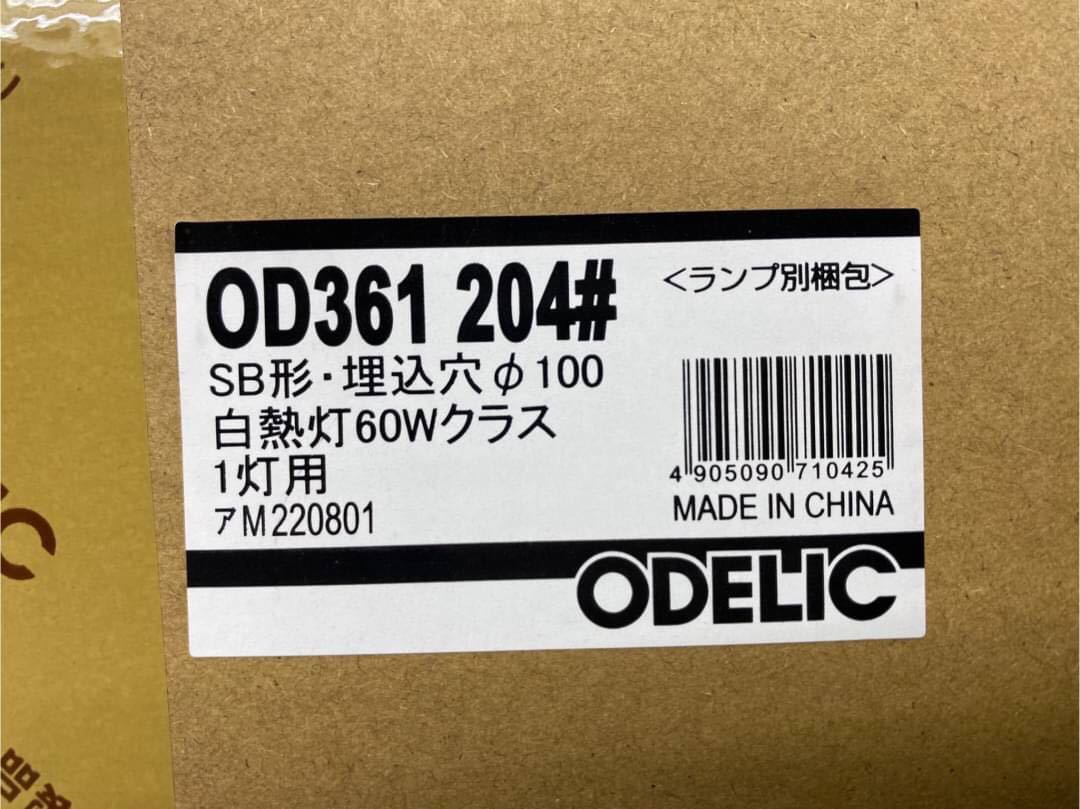 OD361 204#
<ランプ別梱包>
SB形・埋込穴φ100
白熱灯60Wクラス
1灯用
アM220801
4 905090 710425
MADE IN CHINA
ODELIC
IC